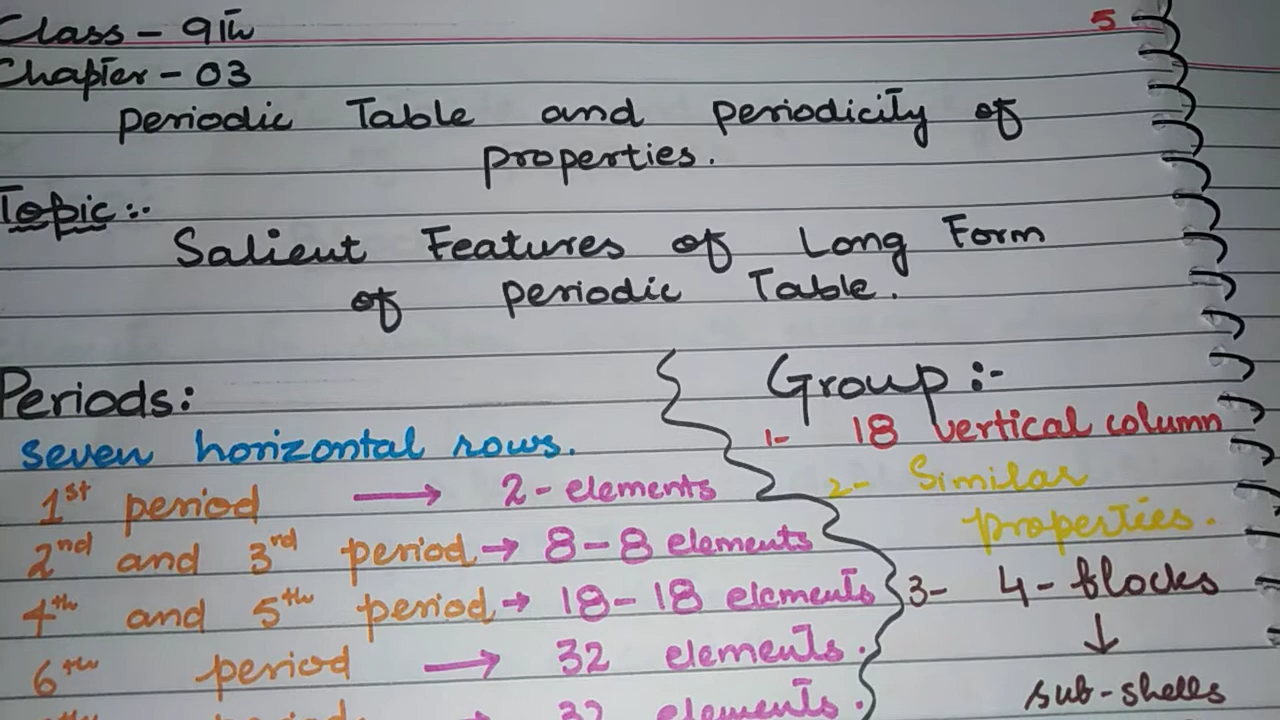 Class - 9th
5
Chapter - 03
Periodic Table and periodicity of
properties.
Topic :-
Salient Features of Long Form
of periodic Table.
Periods:
seven horizontal rows.
1st period → 2 - elements
2nd and 3rd period → 8 - 8 elements
4th and 5th period → 18 - 18 elements
6th period → 32 elements.
32 elements.
Group :-
1- 18 vertical column
2- Similar
properties.
3- 4 - blocks
↓
sub - shells